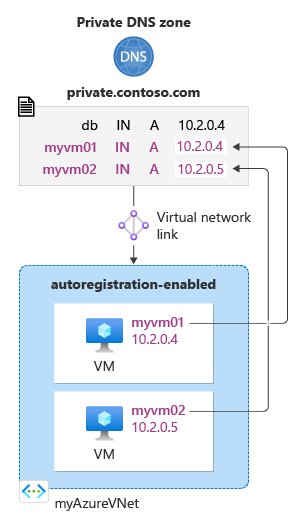 Private DNS zone
DNS
private.contoso.com
db IN A 10.2.0.4
myvm01 IN A 10.2.0.4
myvm02 IN A 10.2.0.5
Virtual network
link
autoregistration-enabled
myvm01
10.2.0.4
VM
myvm02
10.2.0.5
VM
myAzureVNet